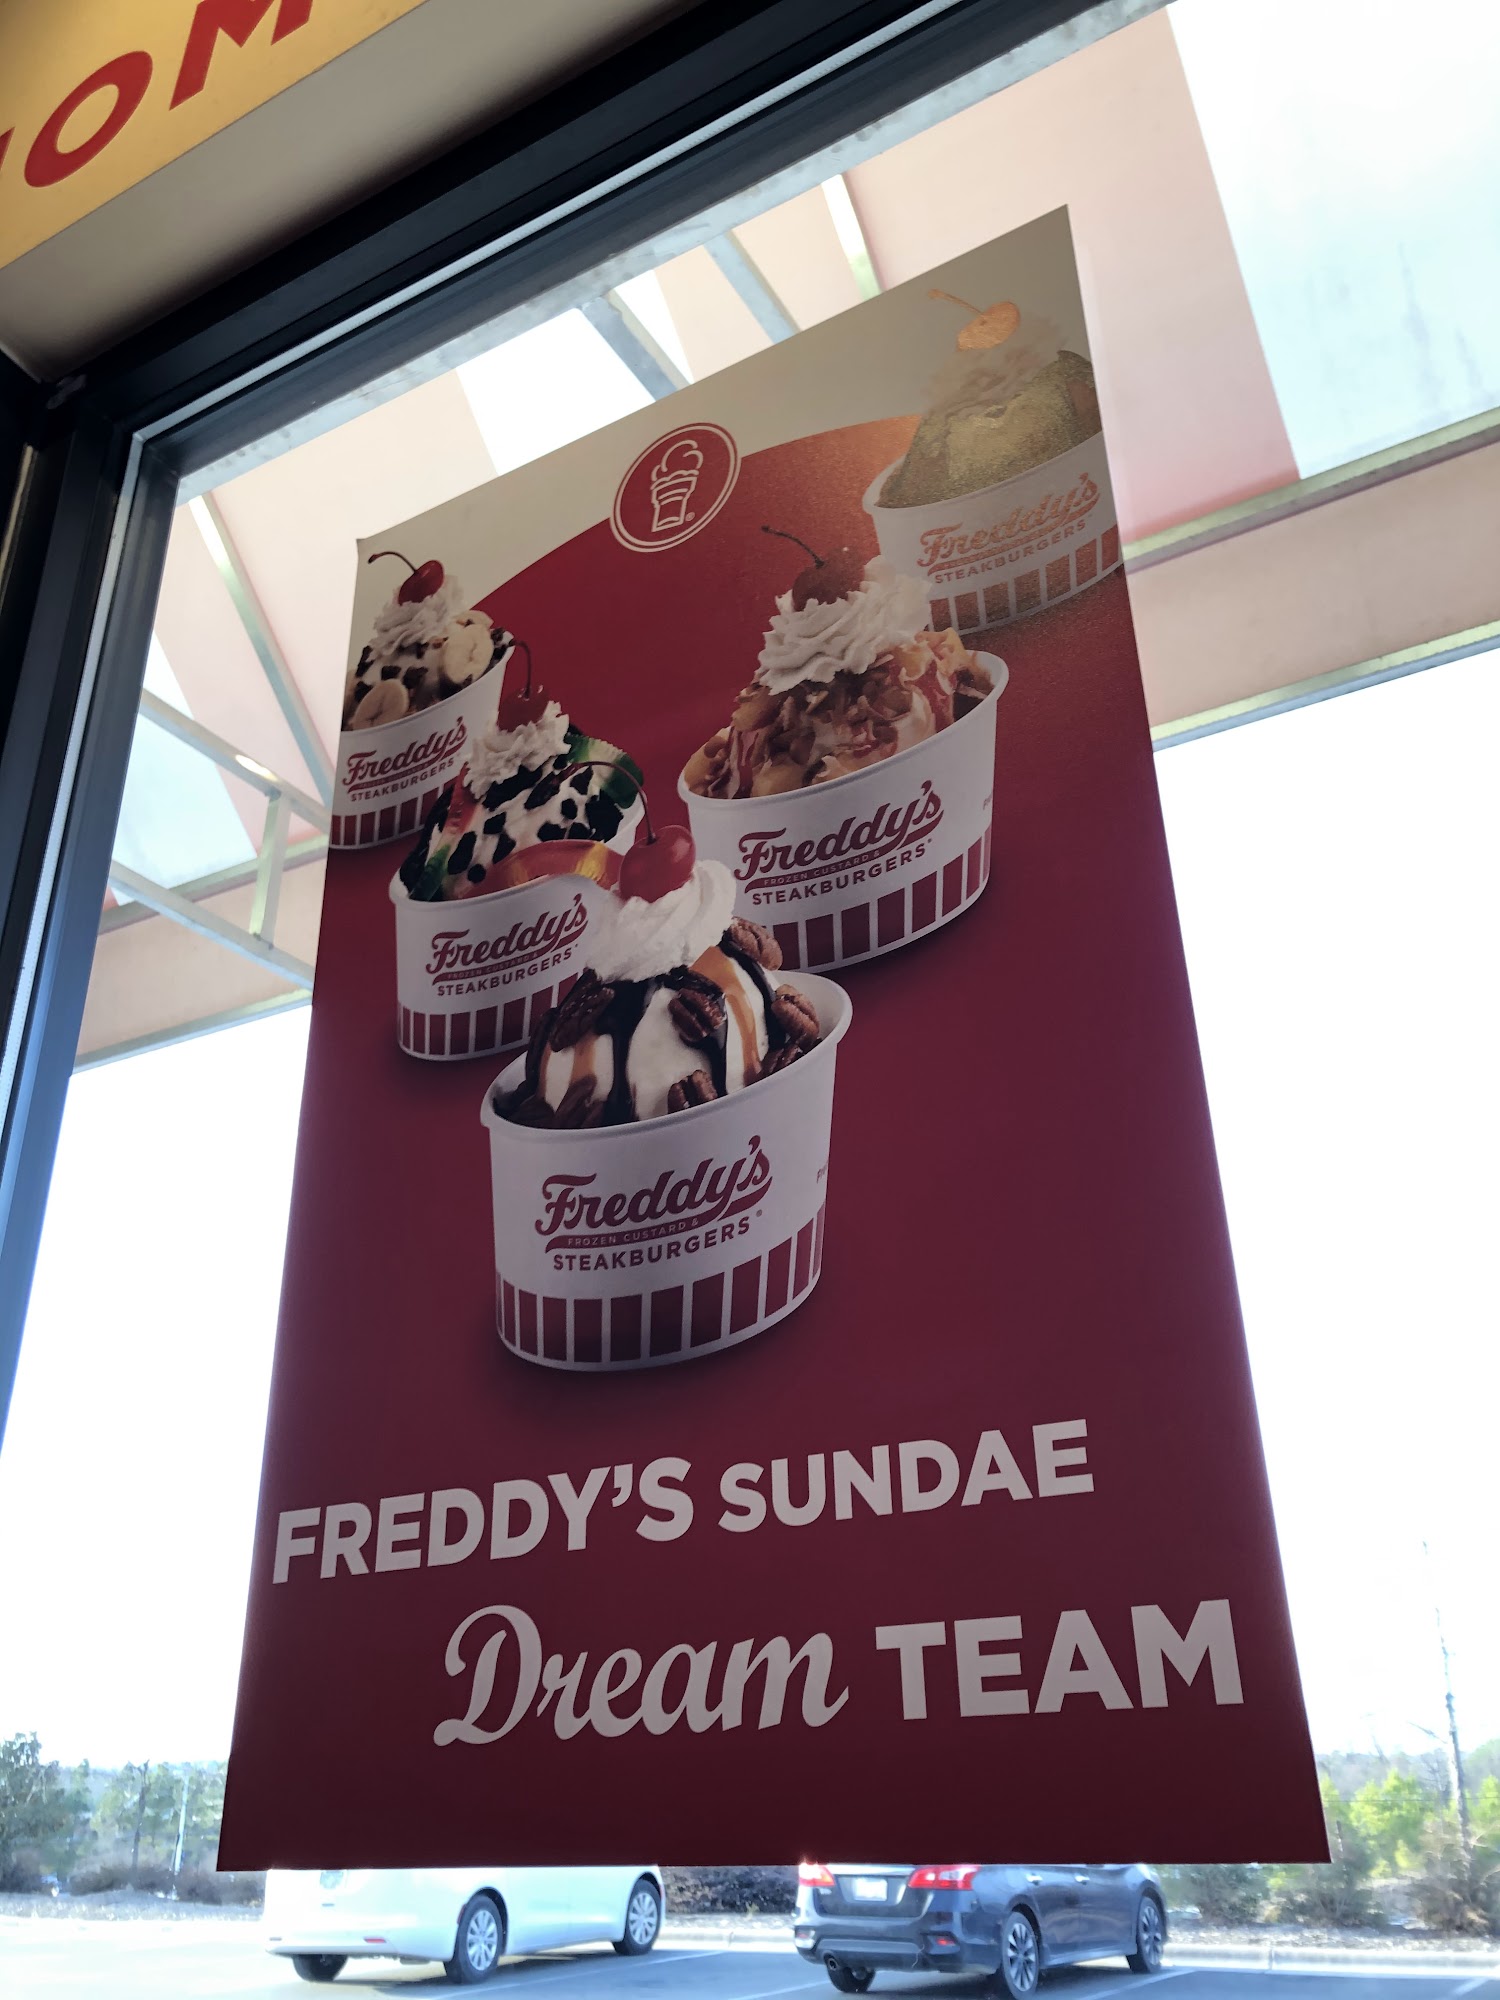 OM
Freddy's
STEAKBURGERS
Freddy's
STEAKBURGERS
Freddy's
FROZEN CUSTARD &
STEAKBURGERS
Freddy's
FROZEN CUSTARD &
STEAKBURGERS
Freddy's
FROZEN CUSTARD &
STEAKBURGERS®
FREDDY'S SUNDAE
Dream TEAM